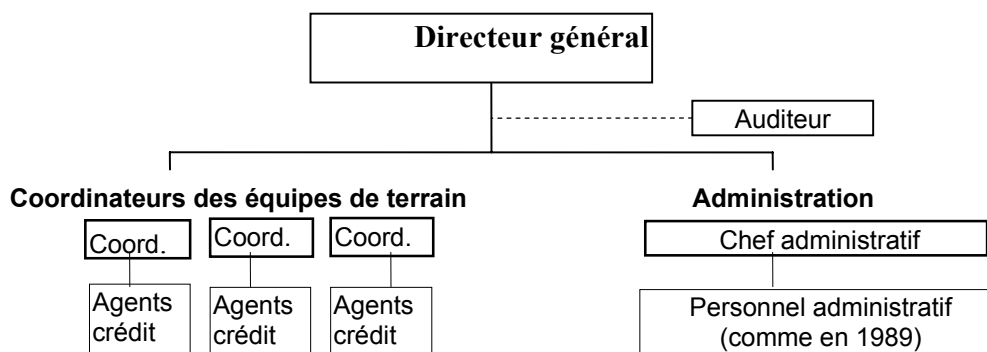 Directeur général
Auditeur
Coordinateurs des équipes de terrain
Administration
Coord.
Coord.
Coord.
Chef administratif
Agents
crédit
Agents
crédit
Agents
crédit
Personnel administratif
(comme en 1989)